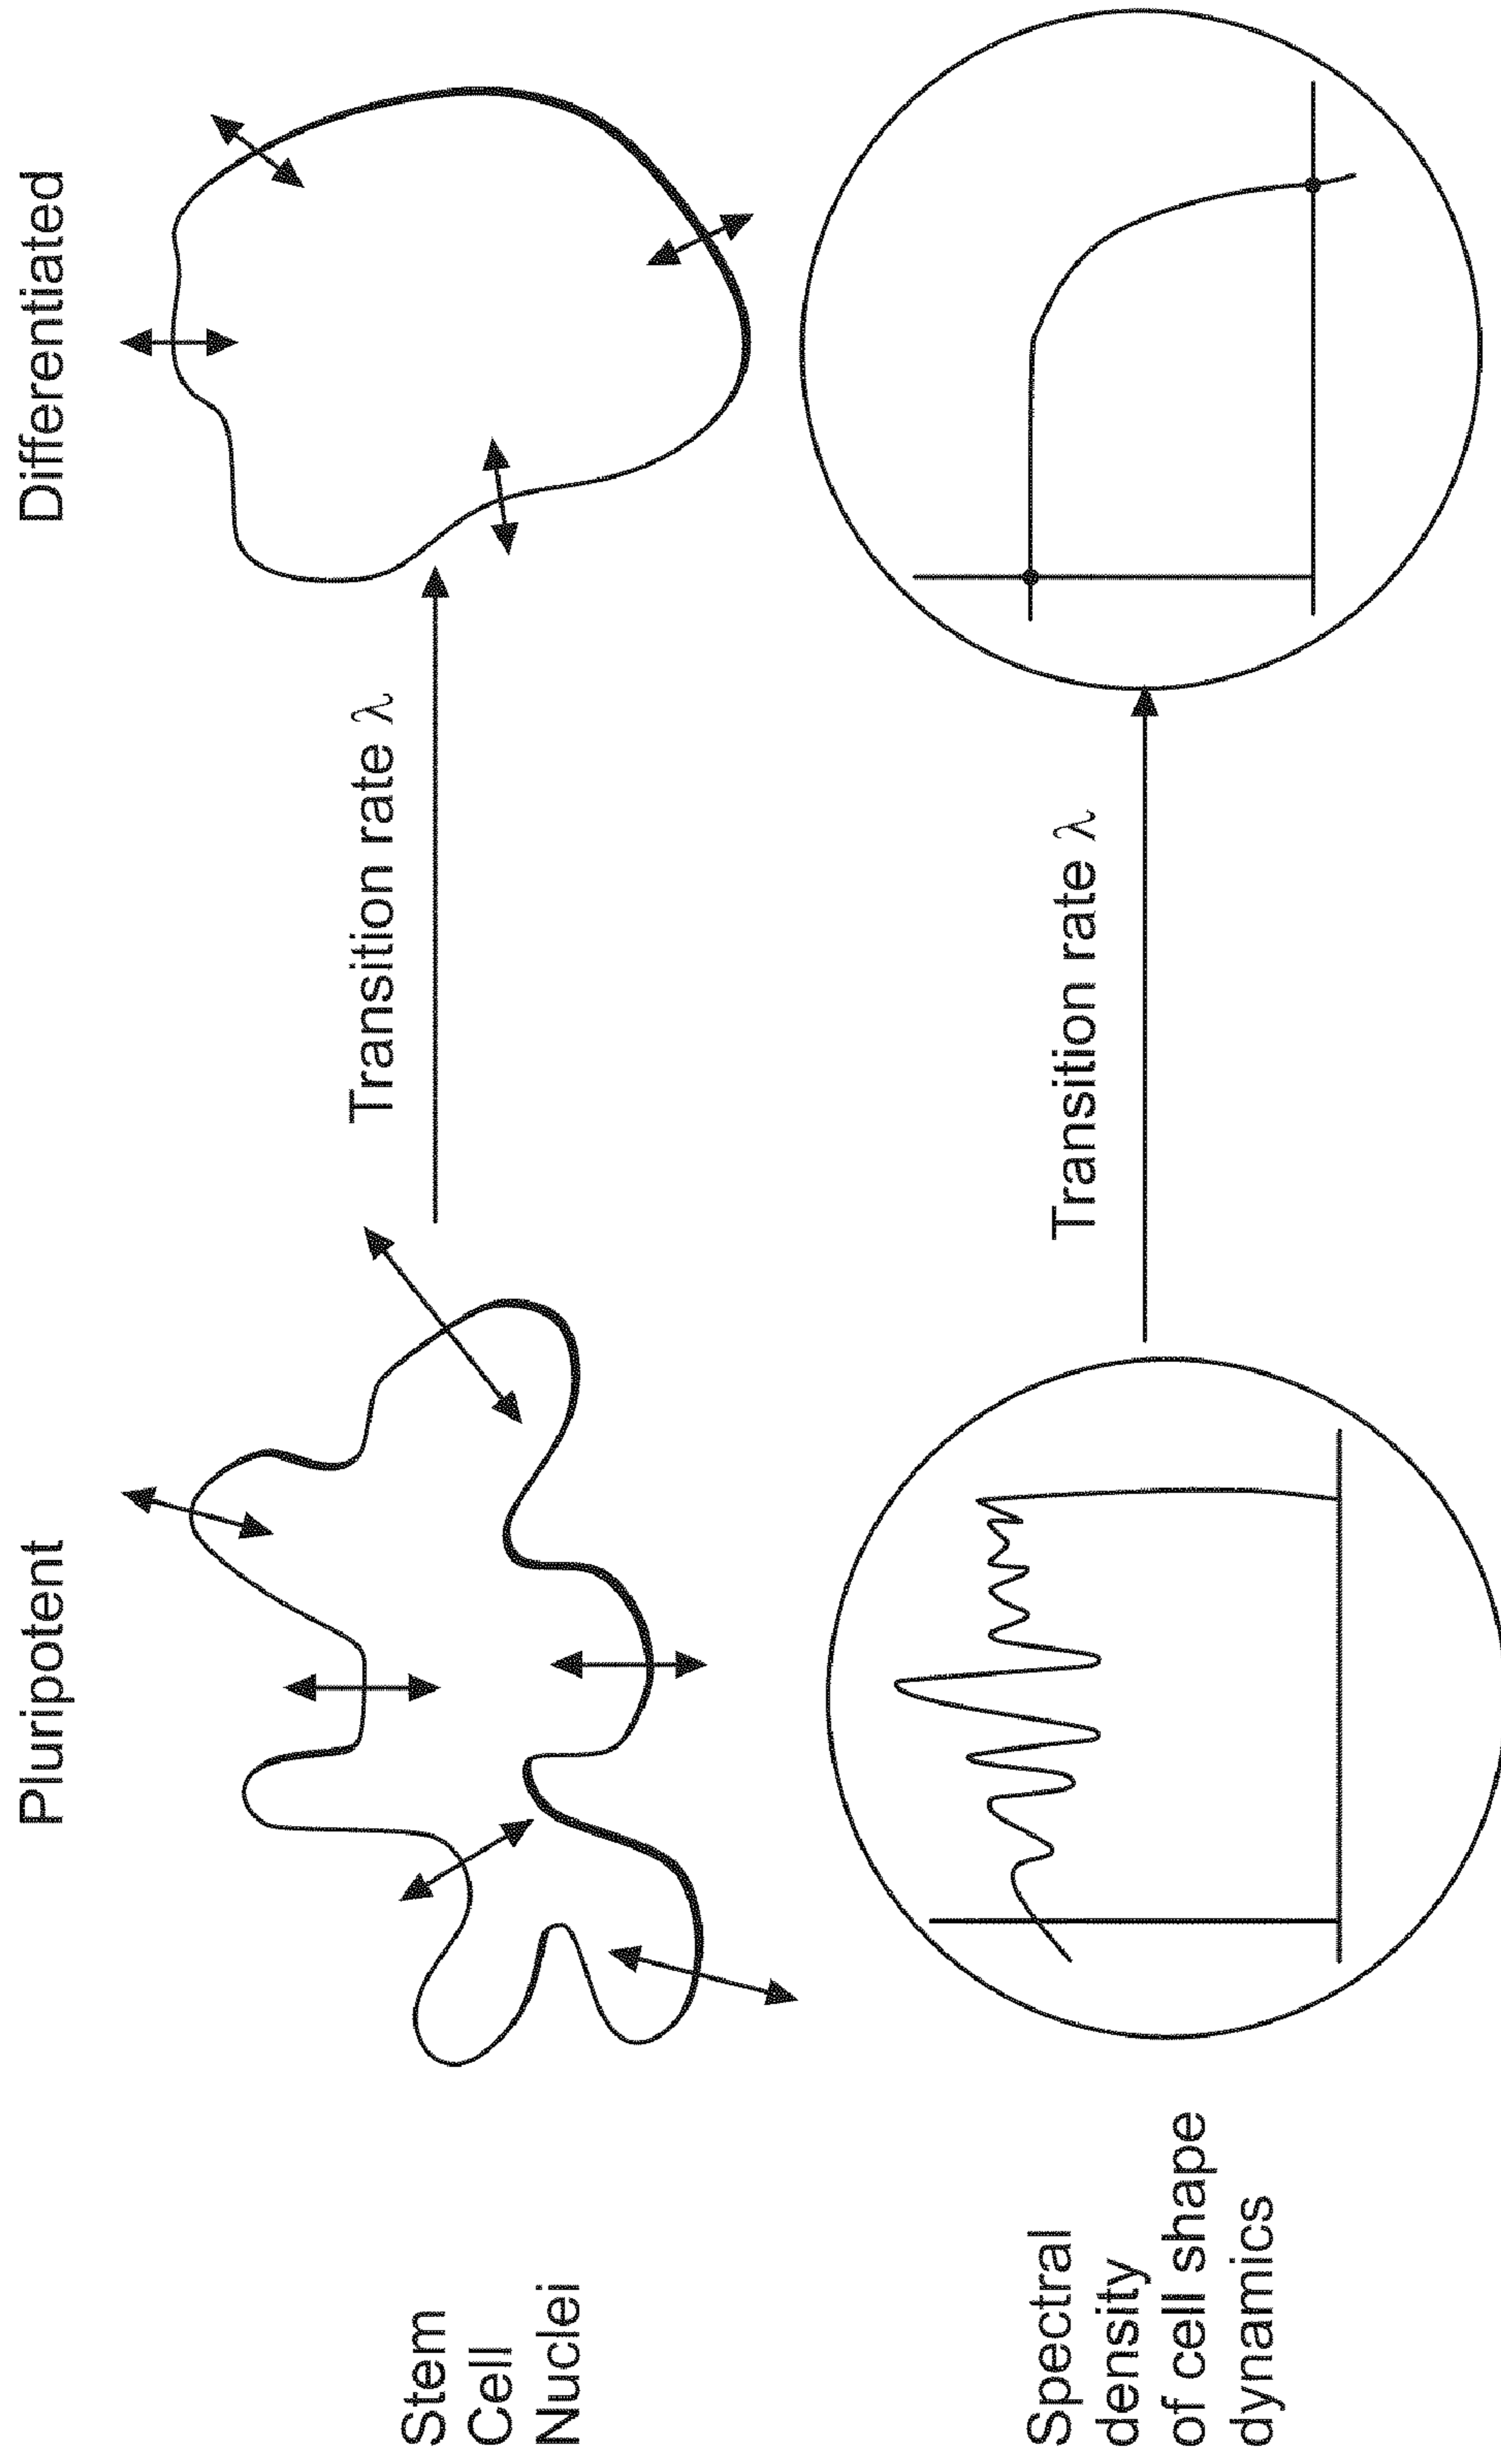 Pluripotent
Differentiated
Stem
Cell
Nuclei
Transition rate λ
Spectral
density
of cell shape
dynamics
Transition rate λ